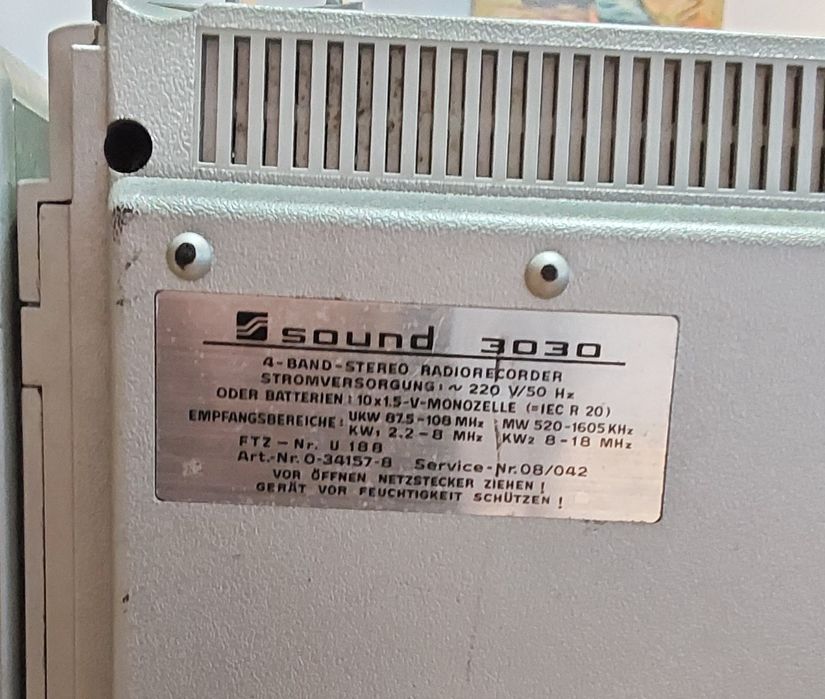 sound 3030
4-BAND-STEREO RADIORECORDER
STROMVERSORGUNG: ~ 220 V/50 Hz
ODER BATTERIEN: 10x1.5-V-MONOZELLE (=IEC R 20)
EMPFANGSBEREICHE: UKW 87.5-108 MHz MW 520-1605 KHz
KW1 2.2-8 MHz KW2 8-18 MHz
FTZ-Nr. U 188
Art.-Nr. 0-34157-8 Service-Nr. 08/042
VOR ÖFFNEN NETZSTECKER ZIEHEN!
GERÄT VOR FEUCHTIGKEIT SCHÜTZEN!